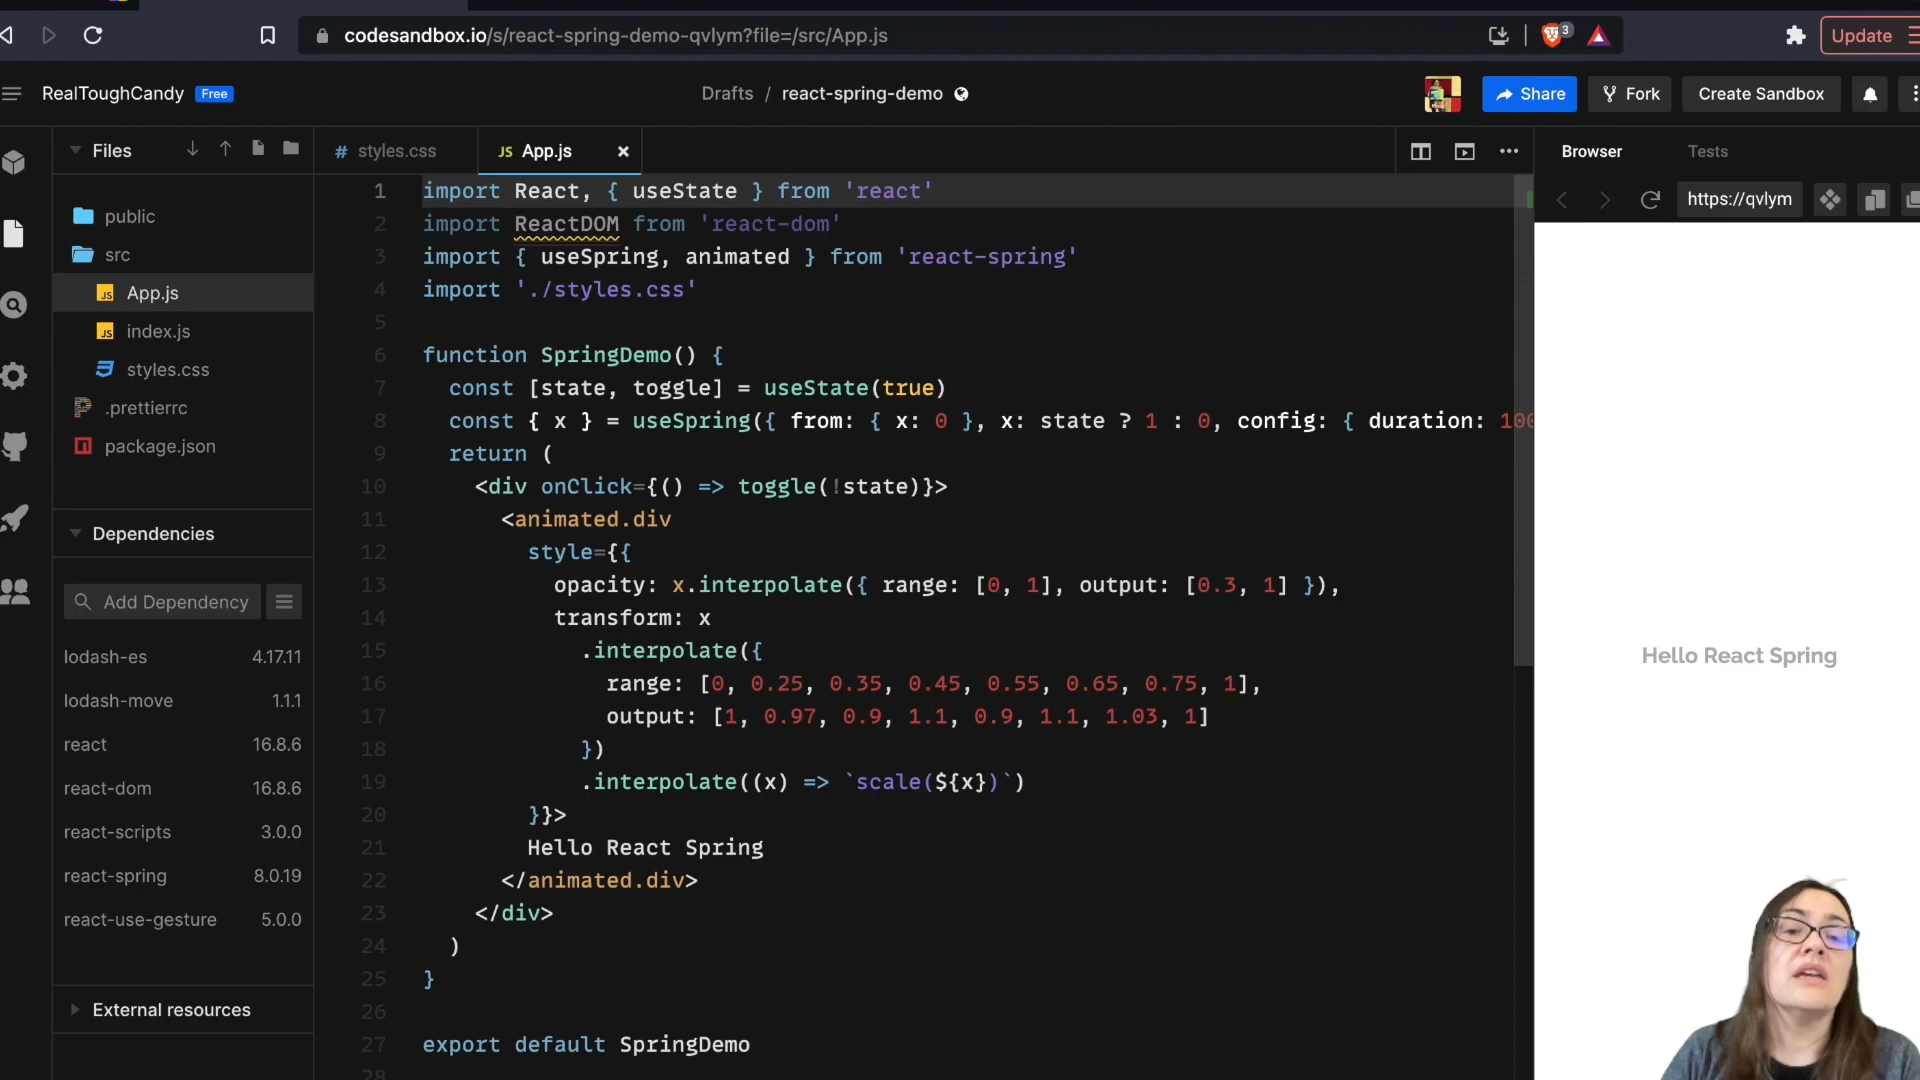 codesandbox.io/s/react-spring-demo-qvlym?file=/src/App.js
3
Update
RealToughCandy
Free
Drafts / react-spring-demo
Share
Fork
Create Sandbox
Files
# styles.css
JS App.js
Browser
Tests
https://qvlym
public
src
JS App.js
JS index.js
styles.css
.prettierrc
package.json
Dependencies
Add Dependency
lodash-es 4.17.11
lodash-move 1.1.1
react 16.8.6
react-dom 16.8.6
react-scripts 3.0.0
react-spring 8.0.19
react-use-gesture 5.0.0
External resources
1 import React, { useState } from 'react'
2 import ReactDOM from 'react-dom'
3 import { useSpring, animated } from 'react-spring'
4 import './styles.css'
5
6 function SpringDemo() {
7 const [state, toggle] = useState(true)
8 const { x } = useSpring({ from: { x: 0 }, x: state ? 1 : 0, config: { duration: 100
9 return (
10 <div onClick={() => toggle(!state)}>
11 <animated.div
12 style={{
13 opacity: x.interpolate({ range: [0, 1], output: [0.3, 1] }),
14 transform: x
15 .interpolate({
16 range: [0, 0.25, 0.35, 0.45, 0.55, 0.65, 0.75, 1],
17 output: [1, 0.97, 0.9, 1.1, 0.9, 1.1, 1.03, 1]
18 })
19 .interpolate((x) => `scale(${x})`)
20 }}>
21 Hello React Spring
22 </animated.div>
23 </div>
24 )
25 }
26
27 export default SpringDemo
28
Hello React Spring